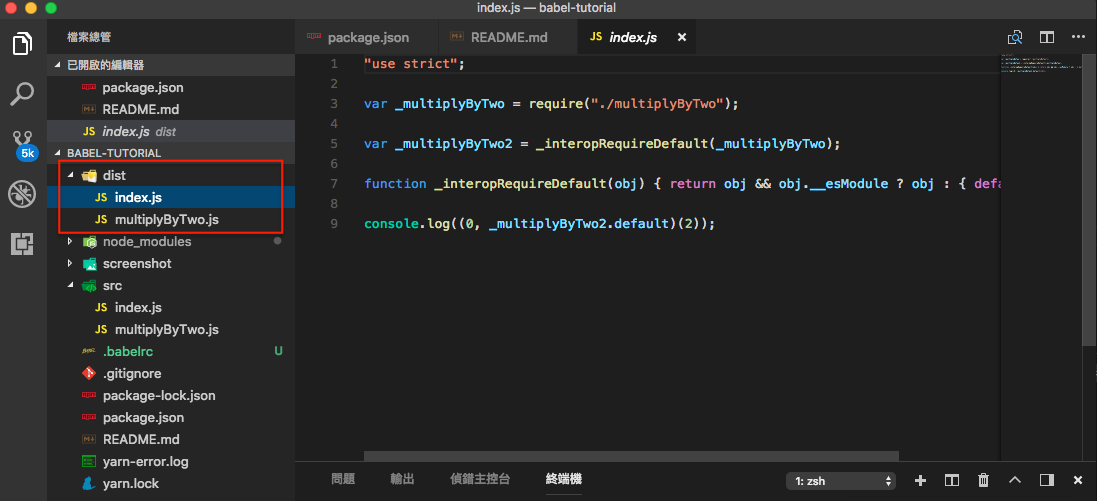 index.js — babel-tutorial
檔案總管
已開啟的編輯器
package.json
README.md
JS index.js dist
BABEL-TUTORIAL
dist
JS index.js
JS multiplyByTwo.js
node_modules
screenshot
src
JS index.js
JS multiplyByTwo.js
.babelrc U
.gitignore
package-lock.json
package.json
README.md
yarn-error.log
yarn.lock
5k
package.json README.md JS index.js
1 "use strict";
2
3 var _multiplyByTwo = require("./multiplyByTwo");
4
5 var _multiplyByTwo2 = _interopRequireDefault(_multiplyByTwo);
6
7 function _interopRequireDefault(obj) { return obj && obj.__esModule ? obj : { defa
8
9 console.log((0, _multiplyByTwo2.default)(2));
問題 輸出 偵錯主控台 終端機 1: zsh